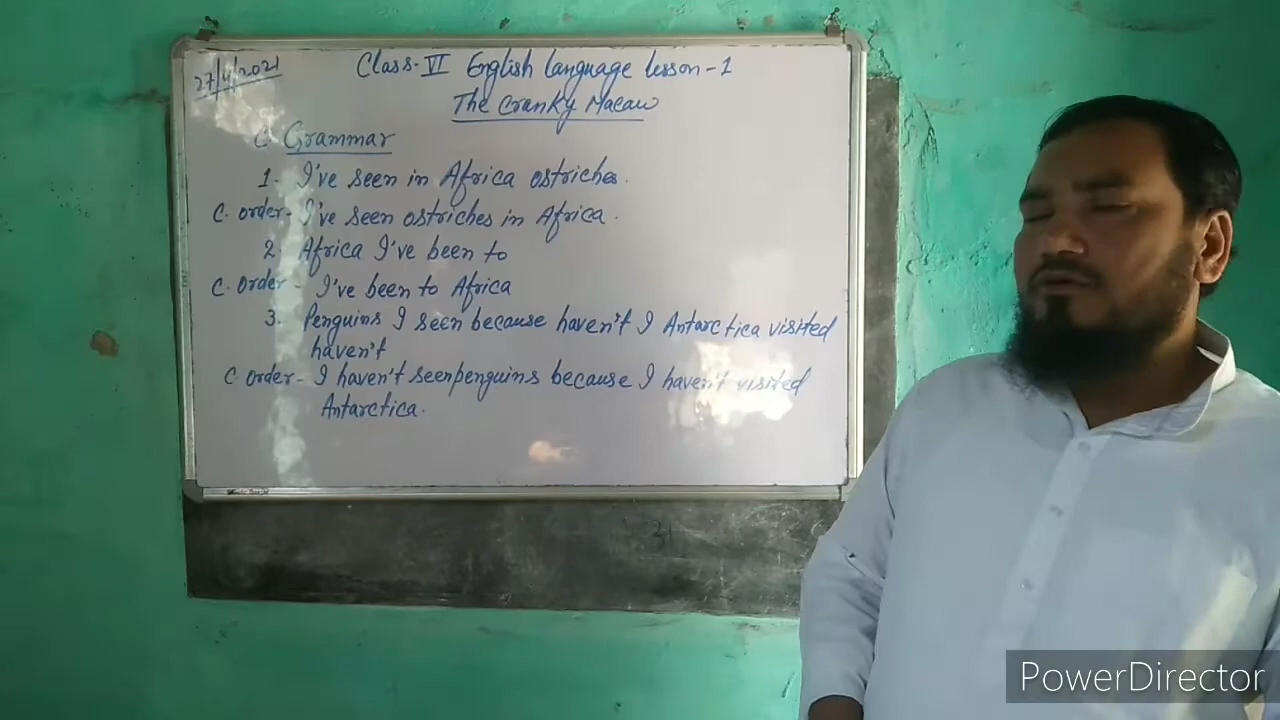 27/4/2021
Class-VI English language lesson-1
The Cranky Macaw
C Grammar
1. I've seen in Africa ostriches.
C. order- I've seen ostriches in Africa.
2. Africa I've been to
C. Order - I've been to Africa
3. Penguins I seen because haven't I Antarctica visited
haven't
C order- I haven't seen penguins because I haven't visited
Antarctica.
PowerDirector